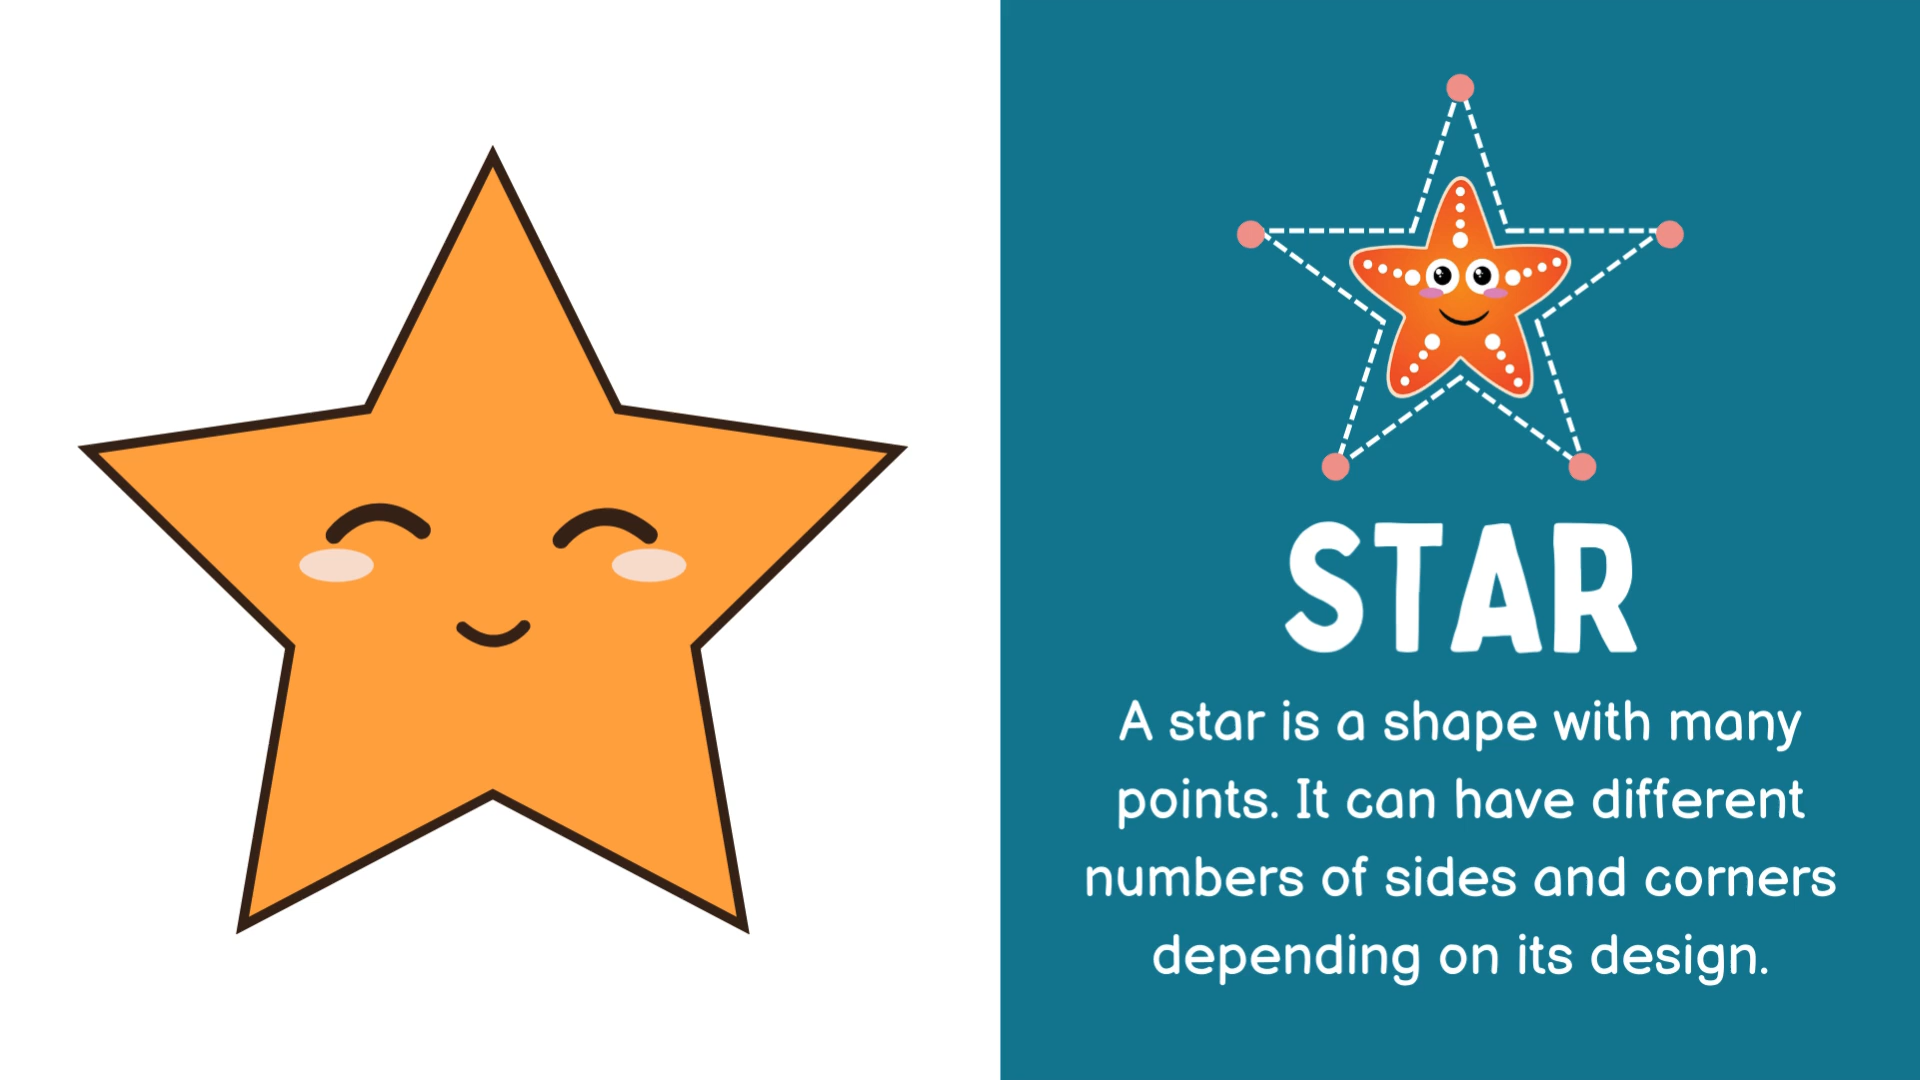 STAR
A star is a shape with many
points. It can have different
numbers of sides and corners
depending on its design.